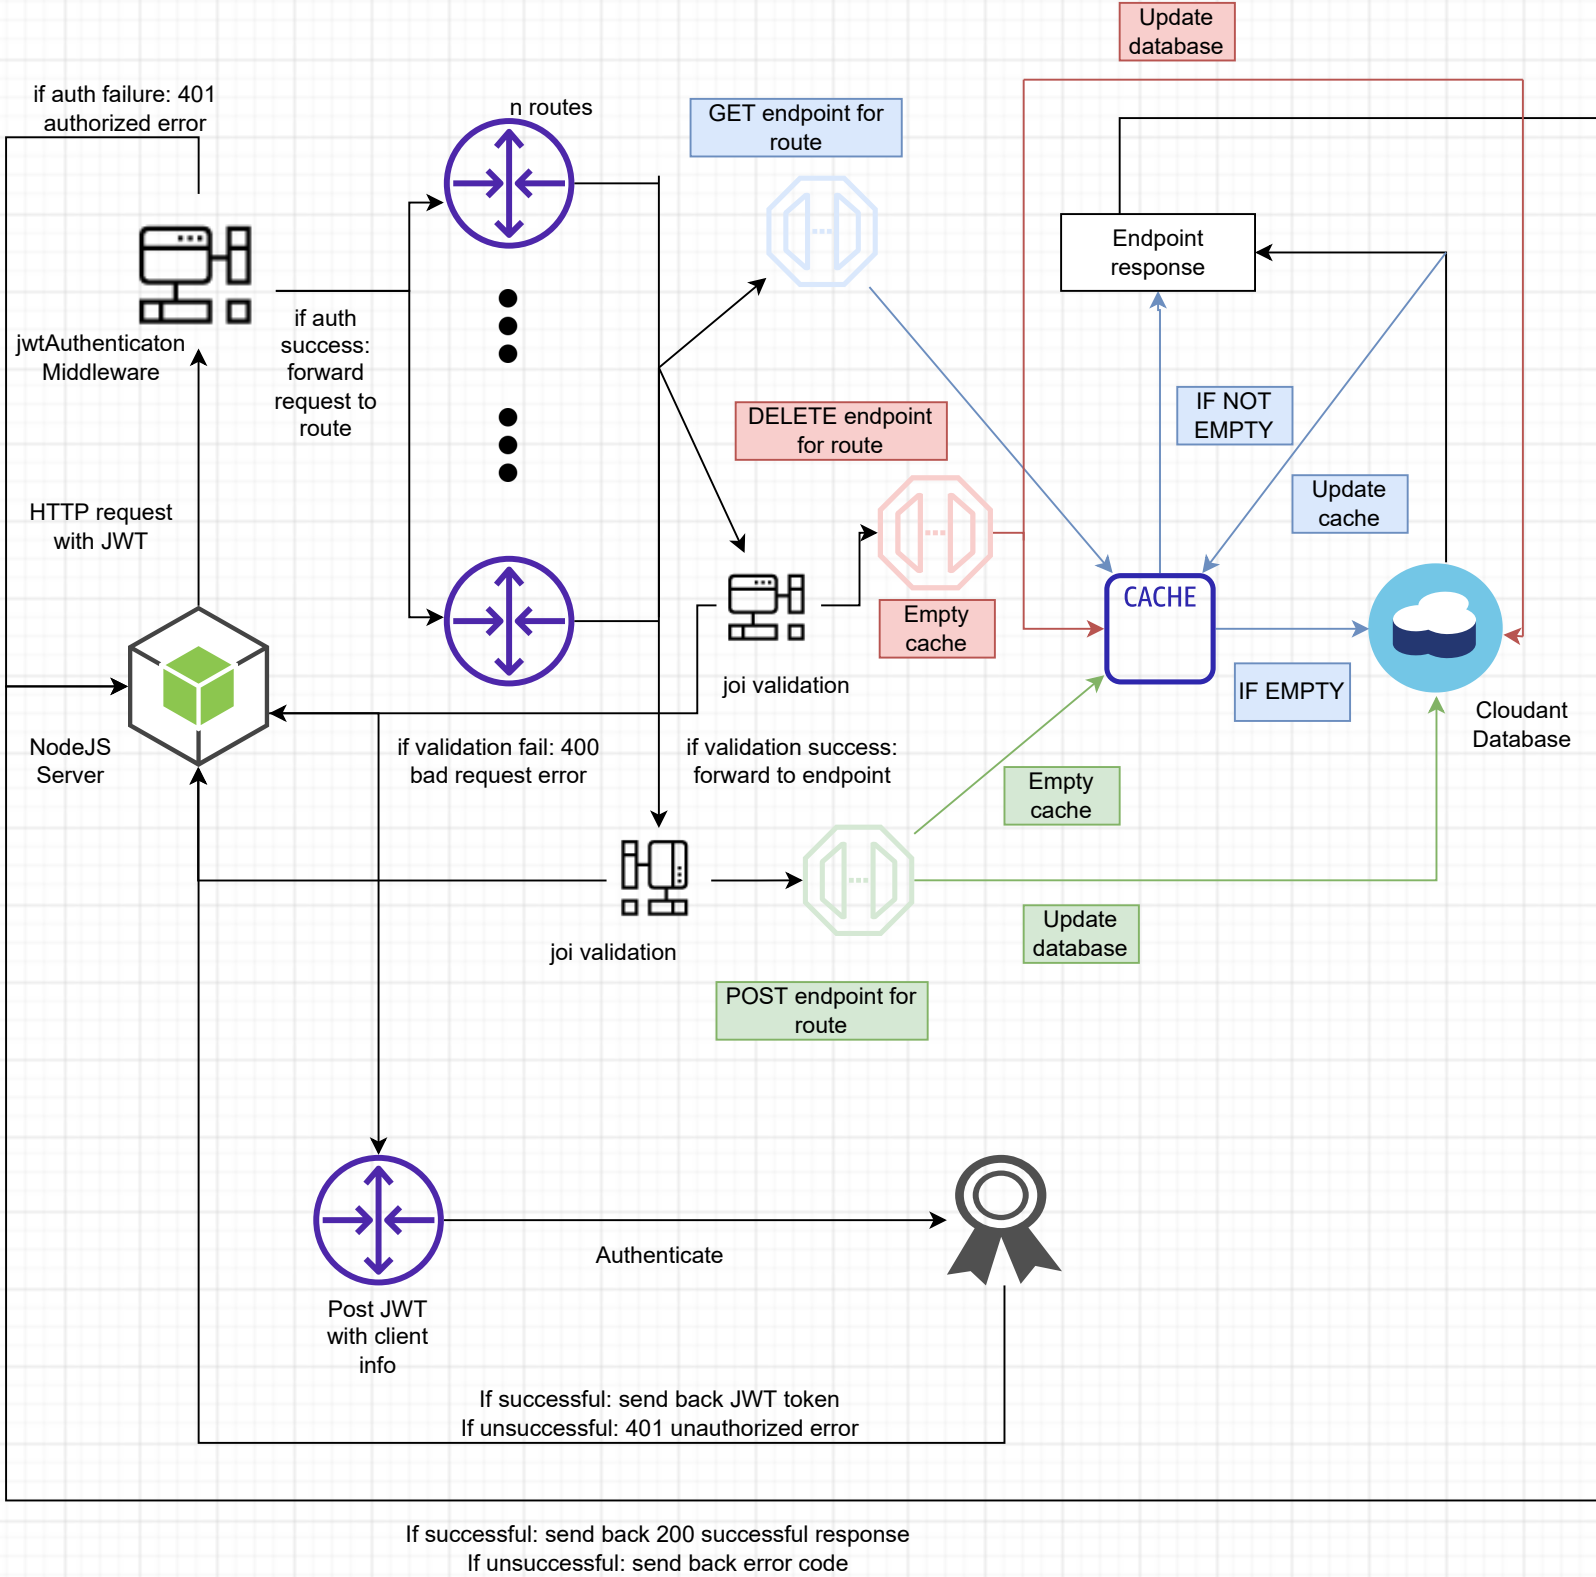 Update
database
if auth failure: 401
authorized error
n routes
GET endpoint for
route
Endpoint
response
jwtAuthenticaton
Middleware
if auth
success:
forward
request to
route
IF NOT
EMPTY
DELETE endpoint
for route
Update
cache
HTTP request
with JWT
CACHE
Empty
cache
joi validation
IF EMPTY
Cloudant
Database
NodeJS
Server
if validation fail: 400
bad request error
if validation success:
forward to endpoint
Empty
cache
joi validation
Update
database
POST endpoint for
route
Authenticate
Post JWT
with client
info
If successful: send back JWT token
If unsuccessful: 401 unauthorized error
If successful: send back 200 successful response
If unsuccessful: send back error code